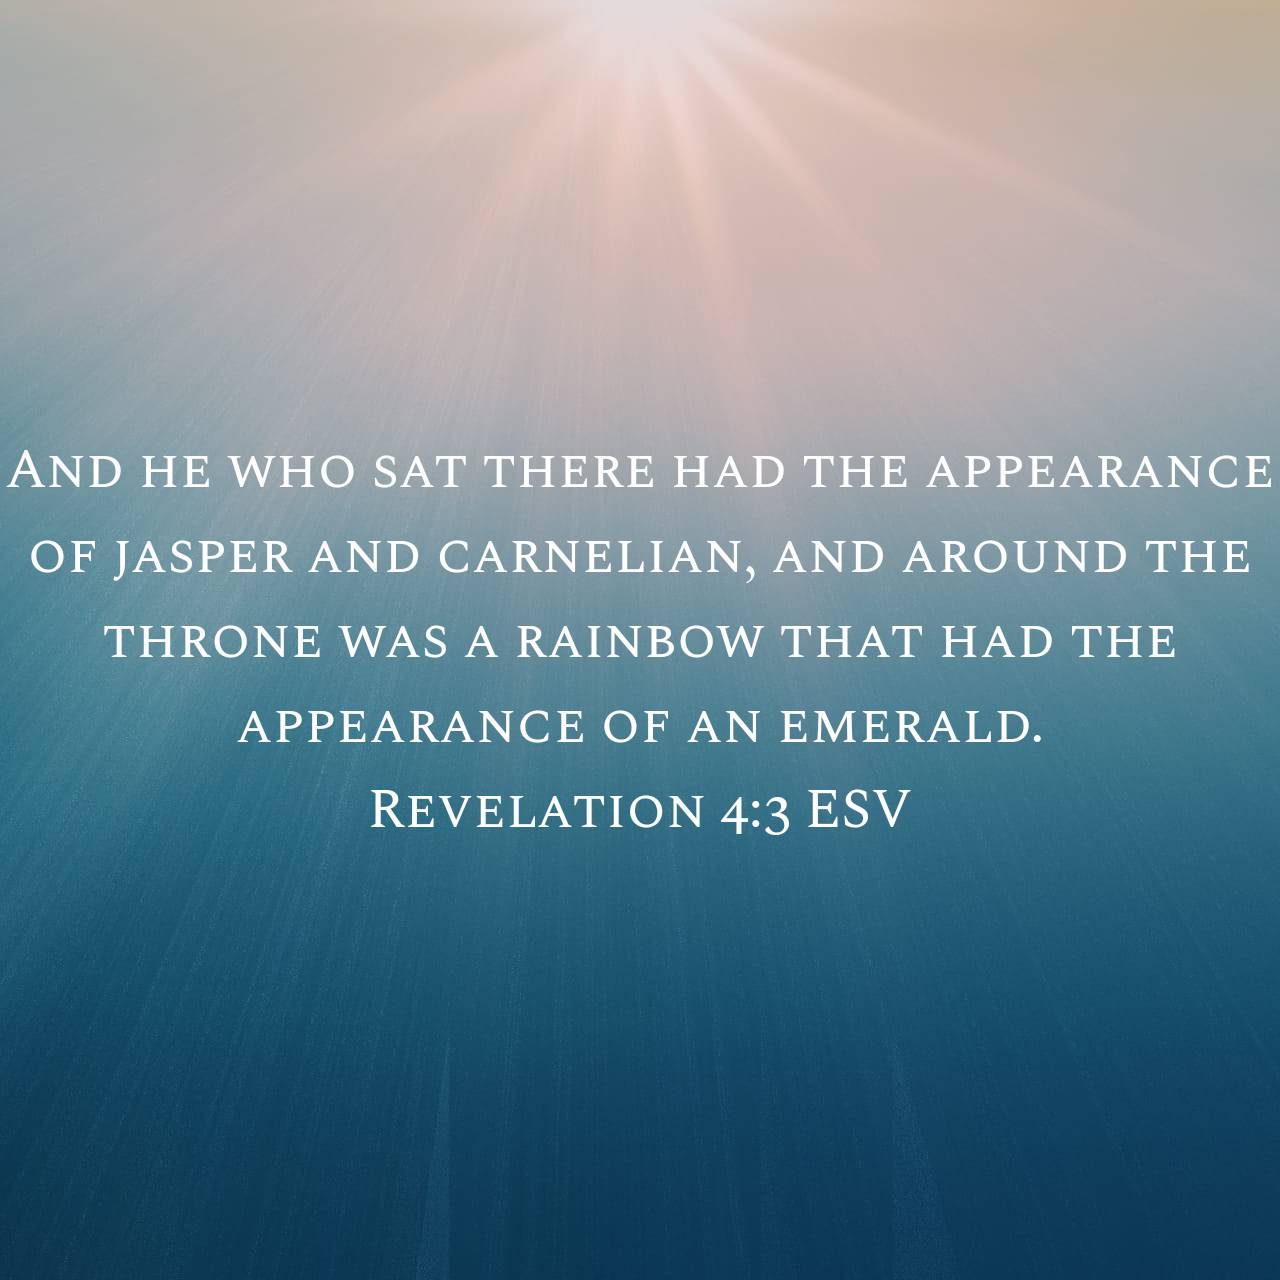 And he who sat there had the appearance
of jasper and carnelian, and around the
throne was a rainbow that had the
appearance of an emerald.
Revelation 4:3 ESV